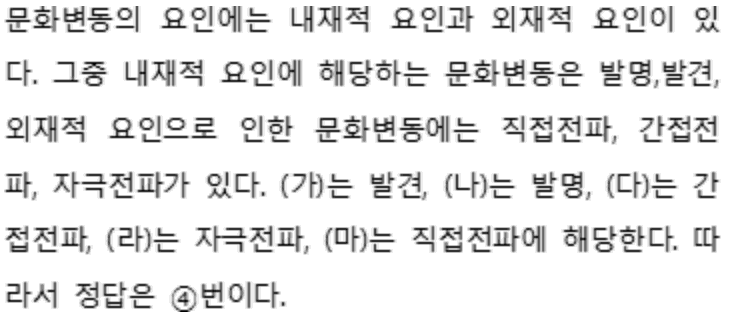 문화변동의 요인에는 내재적 요인과 외재적 요인이 있
다. 그중 내재적 요인에 해당하는 문화변동은 발명,발견,
외재적 요인으로 인한 문화변동에는 직접전파, 간접전
파, 자극전파가 있다. (가)는 발견, (나)는 발명, (다)는 간
접전파, (라)는 자극전파, (마)는 직접전파에 해당한다. 따
라서 정답은 ④번이다.